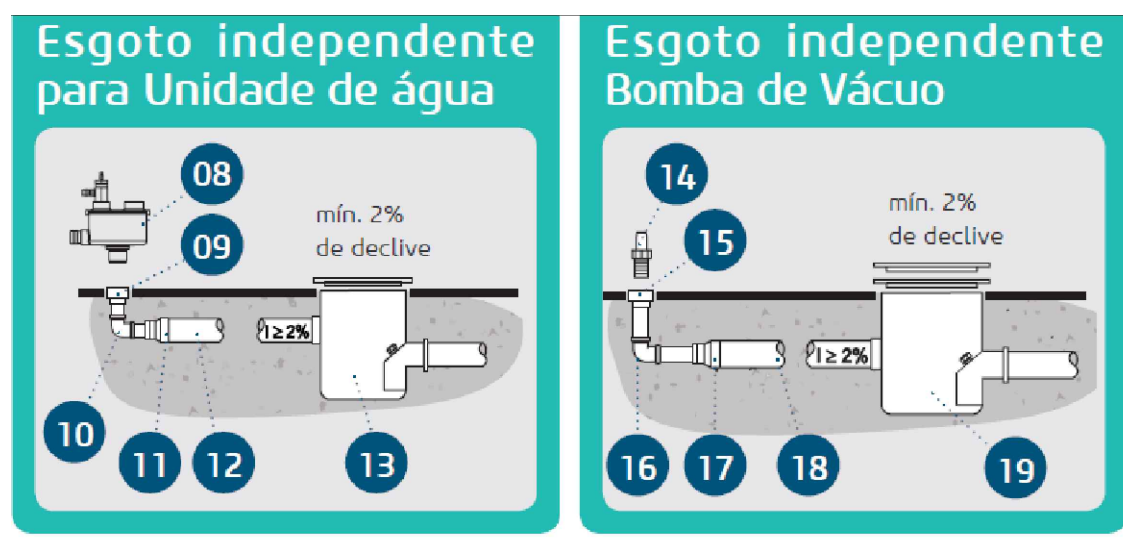 Esgoto independente
para Unidade de água
08
09
mín. 2%
de declive
I ≥ 2%
10
11
12
13
Esgoto independente
Bomba de Vácuo
14
15
mín. 2%
de declive
I ≥ 2%
16
17
18
19